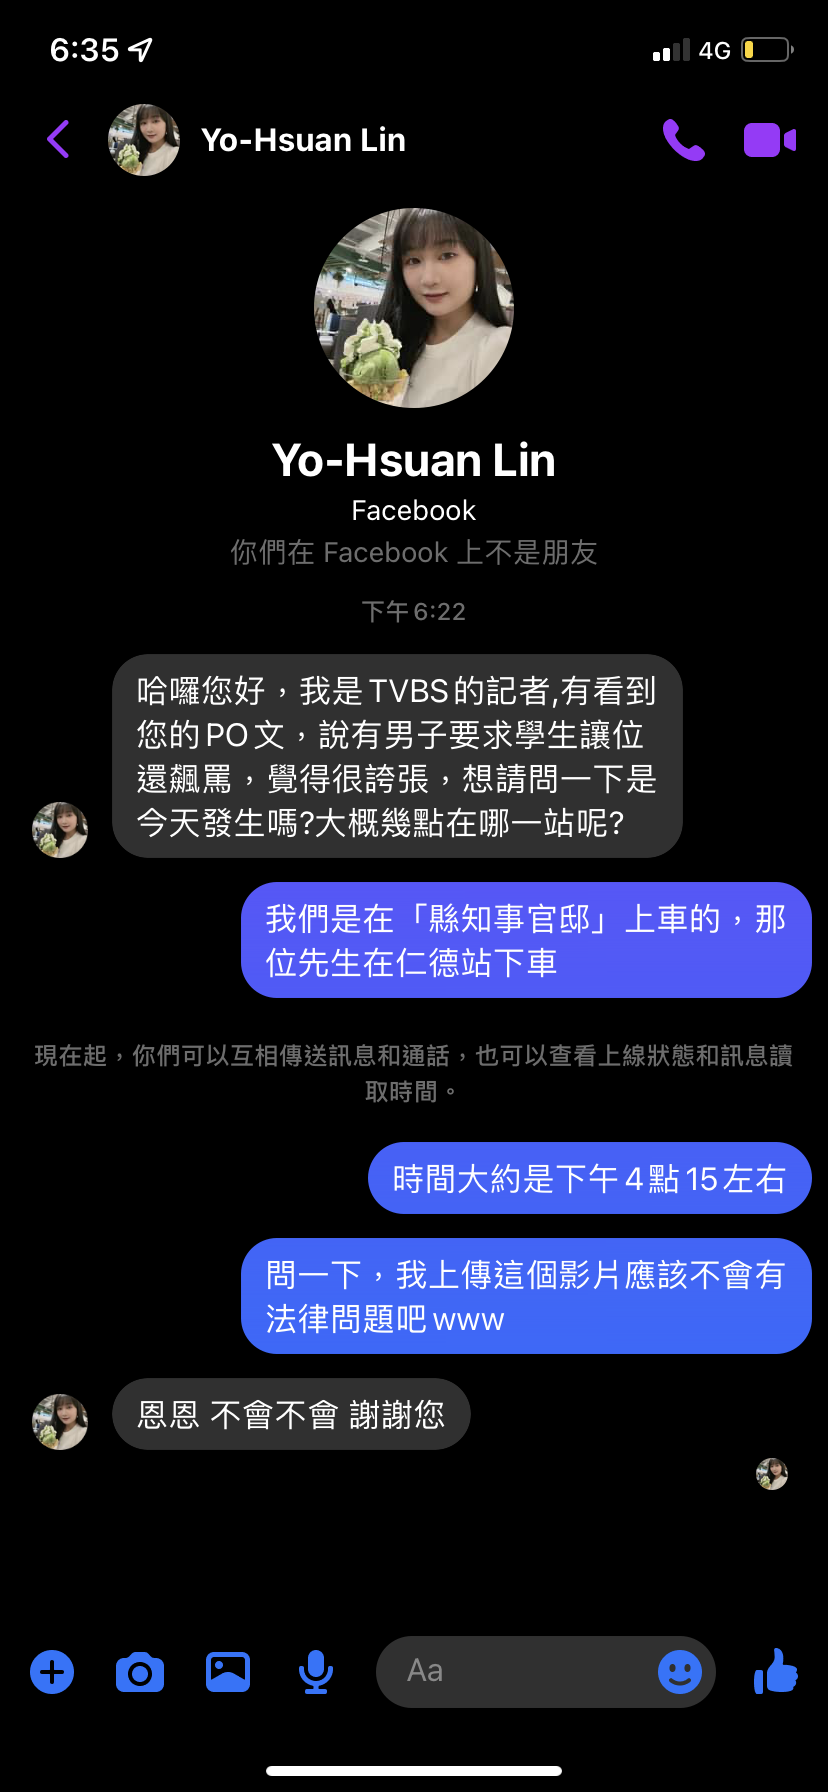 6:35
4G
Yo-Hsuan Lin
Yo-Hsuan Lin
Facebook
你們在 Facebook 上不是朋友
下午6:22
哈囉您好，我是TVBS的記者,有看到
您的PO文，說有男子要求學生讓位
還飆罵，覺得很誇張，想請問一下是
今天發生嗎?大概幾點在哪一站呢?
我們是在「縣知事官邸」上車的，那
位先生在仁德站下車
現在起，你們可以互相傳送訊息和通話，也可以查看上線狀態和訊息讀
取時間。
時間大約是下午4點15左右
問一下，我上傳這個影片應該不會有
法律問題吧www
恩恩 不會不會 謝謝您
Aa